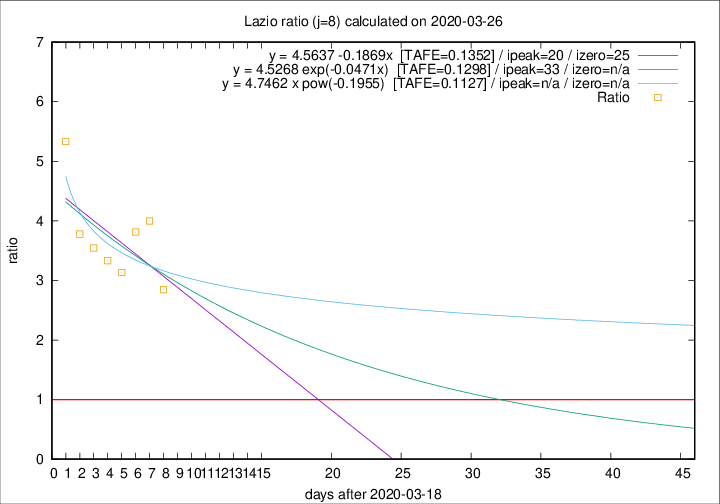 Lazio ratio (j=8) calculated on 2020-03-26
y = 4.5637 -0.1869x [TAFE=0.1352] / ipeak=20 / izero=25
y = 4.5268 exp(-0.0471x) [TAFE=0.1298] / ipeak=33 / izero=n/a
y = 4.7462 x pow(-0.1955) [TAFE=0.1127] / ipeak=n/a / izero=n/a
Ratio
7
6
5
4
3
2
1
0
ratio
0 1 2 3 4 5 6 7 8 9 10 11 12 13 14 15 20 25 30 35 40 45
days after 2020-03-18